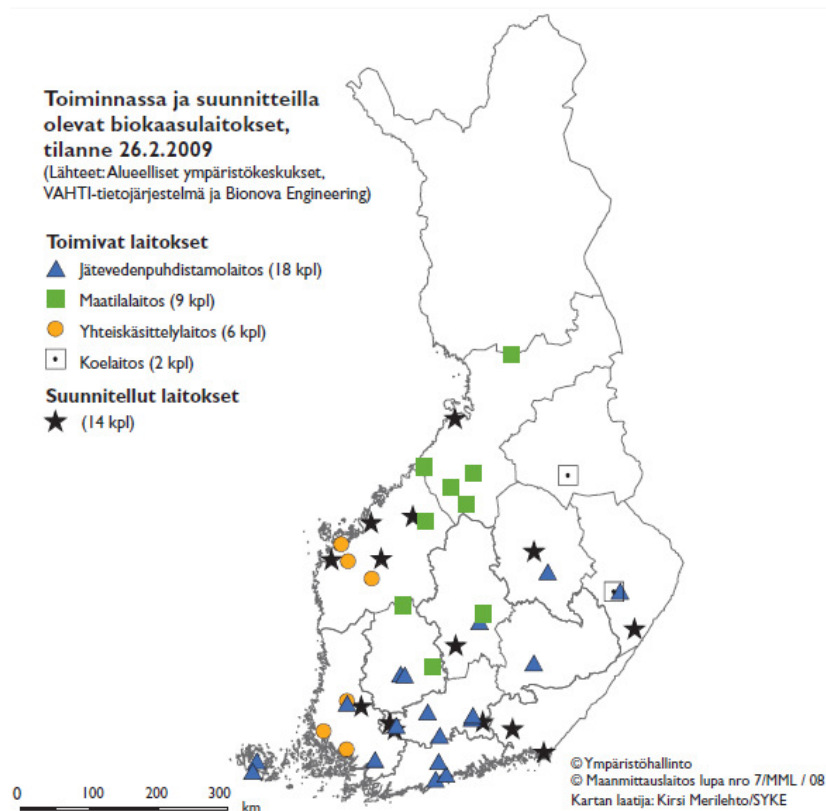 Toiminnassa ja suunnitteilla
olevat biokaasulaitokset,
tilanne 26.2.2009
(Lähteet: Alueelliset ympäristökeskukset,
VAHTI-tietojärjestelmä ja Bionova Engineering)
Toimivat laitokset
Jätevedenpuhdistamolaitos (18 kpl)
Maatilalaitos (9 kpl)
Yhteiskäsittelylaitos (6 kpl)
Koelaitos (2 kpl)
Suunnitellut laitokset
(14 kpl)
© Ympäristöhallinto
© Maanmittauslaitos lupa nro 7/MML / 08
Kartan laatija: Kirsi Merilehto/SYKE
0 100 200 300
km